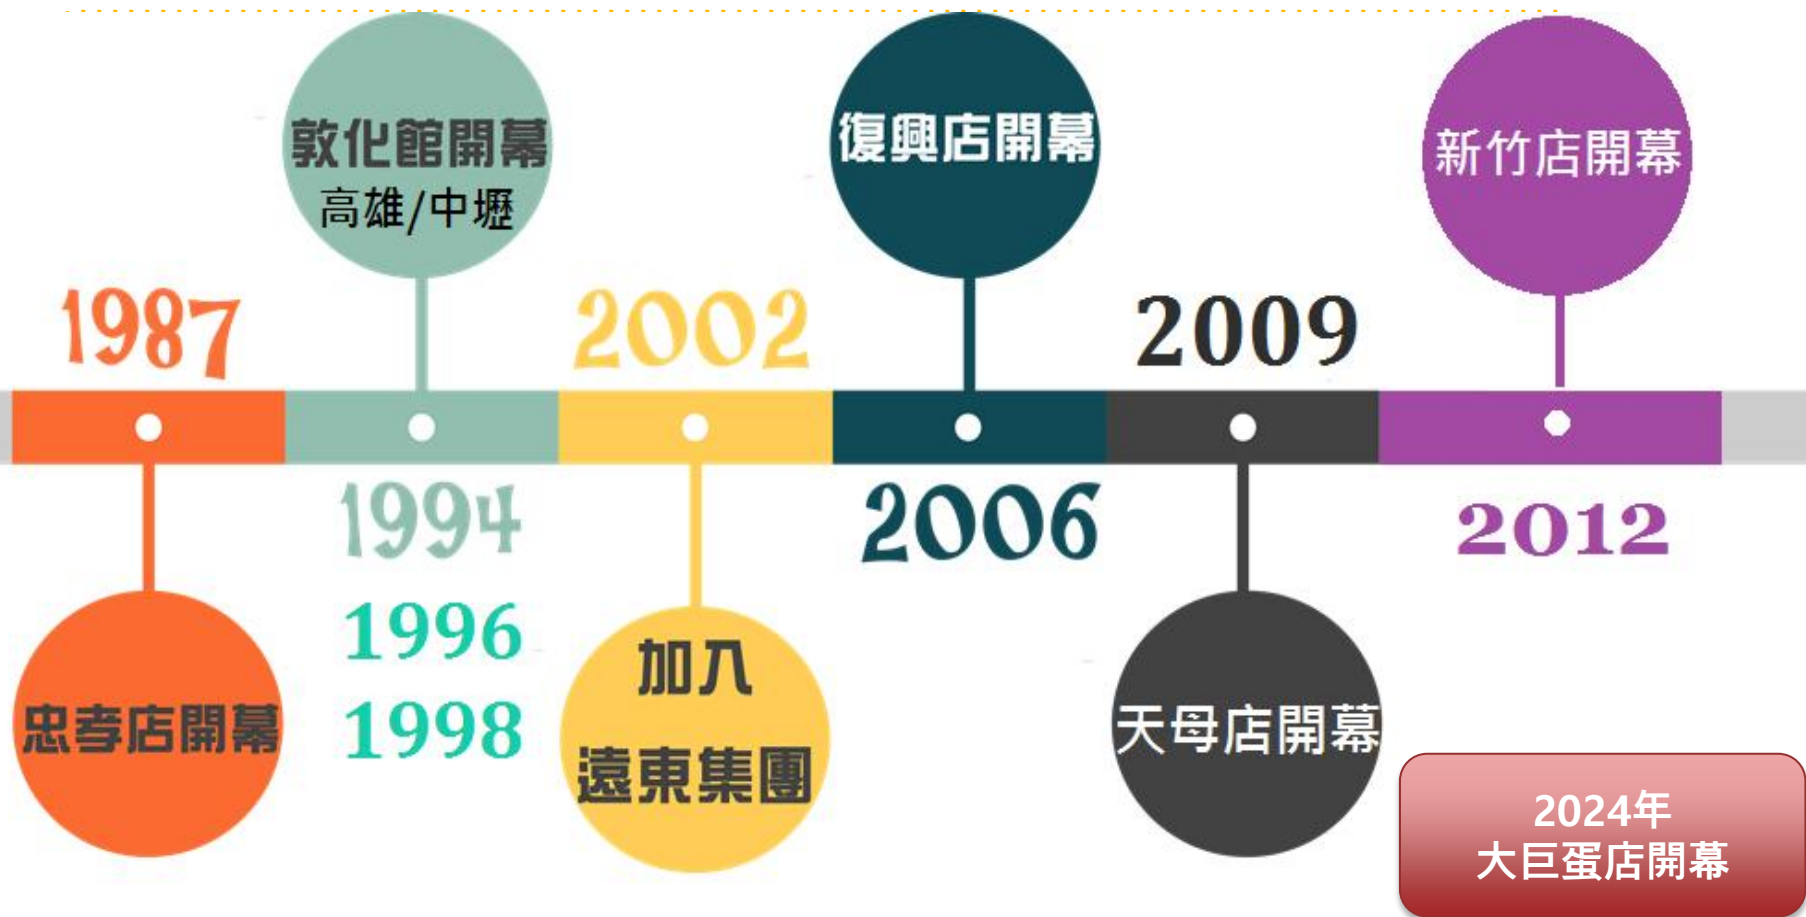 敦化館開幕
高雄/中壢
復興店開幕
新竹店開幕
1987
2002
2009
1994
1996
1998
2006
2012
忠孝店開幕
加入
遠東集團
天母店開幕
2024年
大巨蛋店開幕